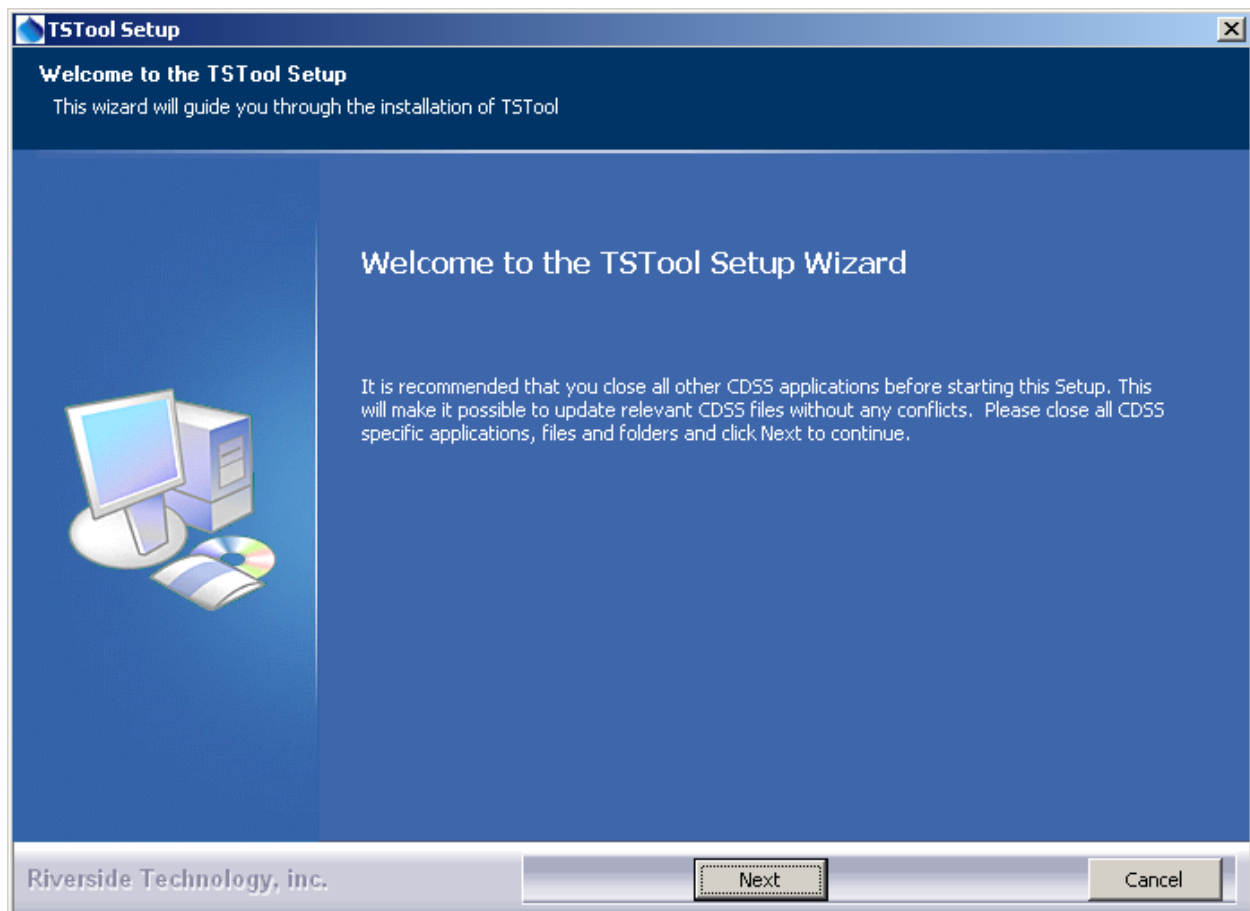 TSTool Setup
Welcome to the TSTool Setup
This wizard will guide you through the installation of TSTool
Welcome to the TSTool Setup Wizard
It is recommended that you close all other CDSS applications before starting this Setup. This
will make it possible to update relevant CDSS files without any conflicts. Please close all CDSS
specific applications, files and folders and click Next to continue.
Riverside Technology, inc.
Next
Cancel